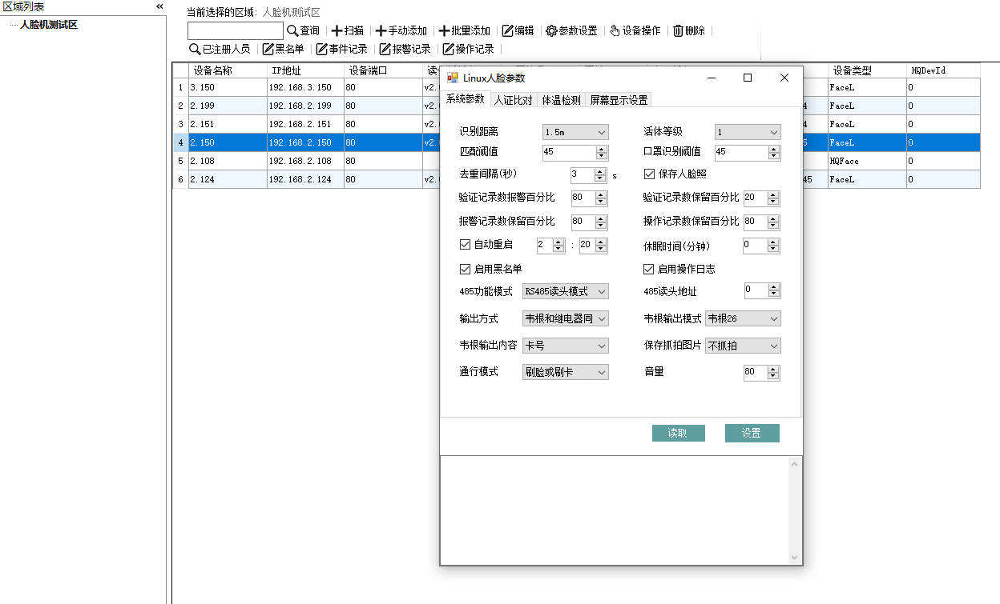 区域列表 «
人脸机测试区
当前选择的区域: 人脸机测试区
查询 扫描 手动添加 批量添加 编辑 参数设置 设备操作 删除
已注册人员 黑名单 事件记录 报警记录 操作记录
设备名称 IP地址 设备端口 设备类型 HQDevId
1 3.150 192.168.3.150 80 v2. FaceL 0
2 2.199 192.168.2.199 80 v2. 4 FaceL 0
3 2.151 192.168.2.151 80 v2. 4 FaceL 0
4 2.150 192.168.2.150 80 v2. 5 FaceL 0
5 2.108 192.168.2.108 80 HQFace 0
6 2.124 192.168.2.124 80 v2. 45 FaceL 0
Linux人脸参数
系统参数 人证比对 体温检测 屏幕显示设置
识别距离 1.5m 活体等级 1
匹配阈值 45 口罩识别阈值 45
去重间隔(秒) 3 s 保存人脸照
验证记录数报警百分比 80 验证记录数保留百分比 20
报警记录数保留百分比 80 操作记录数保留百分比 80
自动重启 2 : 20 休眠时间(分钟) 0
启用黑名单 启用操作日志
485功能模式 RS485读头模式 485读头地址 0
输出方式 韦根和继电器同 韦根输出模式 韦根26
韦根输出内容 卡号 保存抓拍图片 不抓拍
通行模式 刷脸或刷卡 音量 80
读取 设置